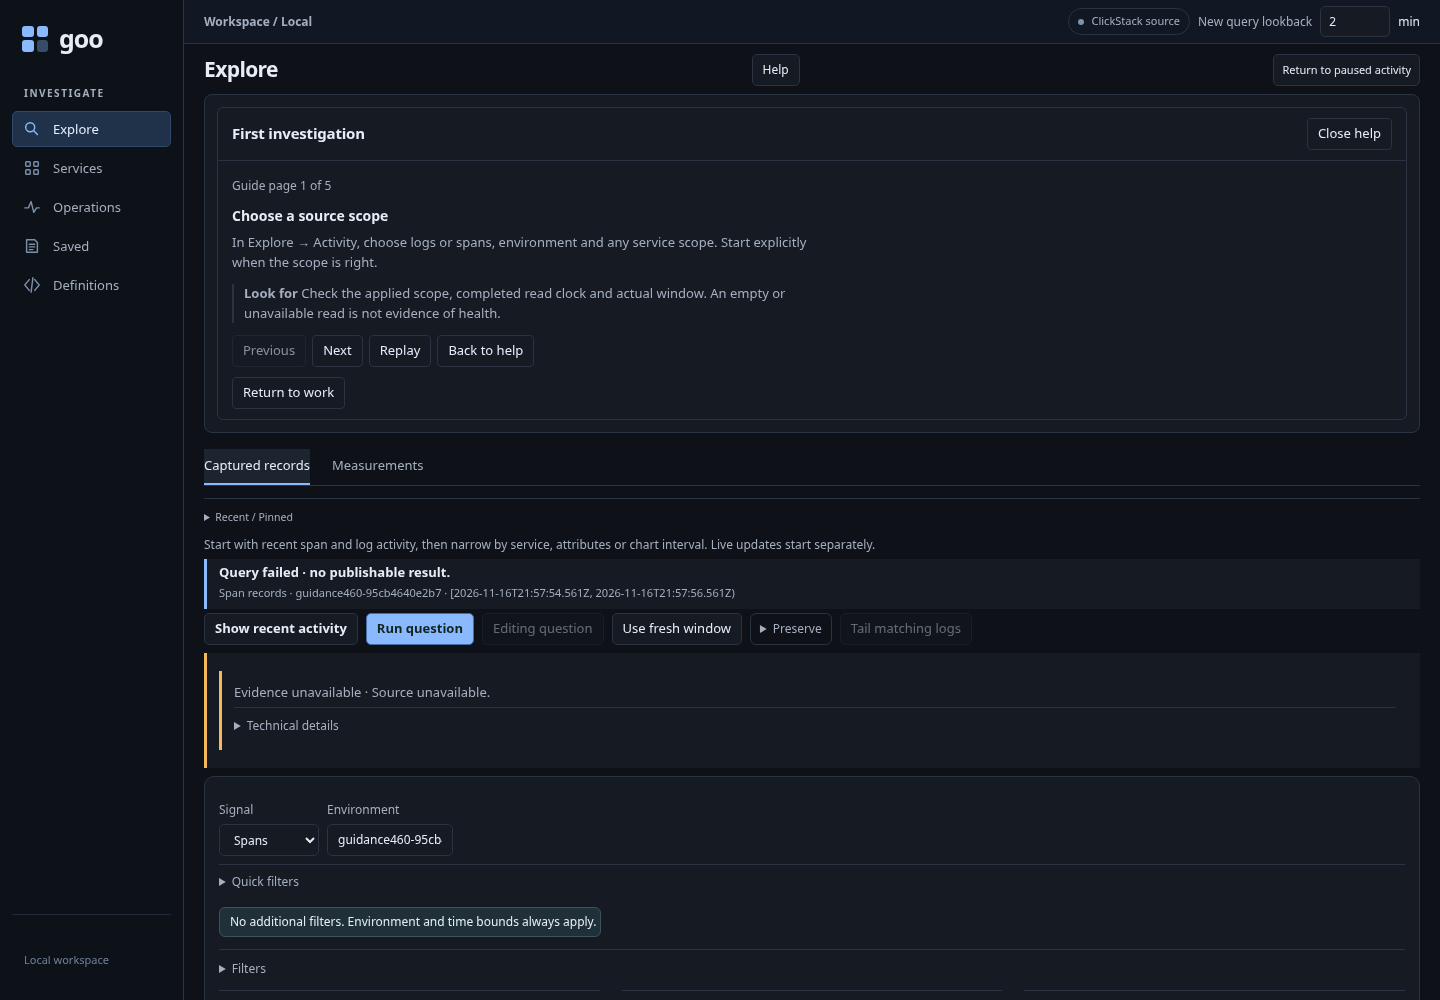 goo
Workspace / Local
ClickStack source
New query lookback
2
min
INVESTIGATE
Explore
Services
Operations
Saved
Definitions
Local workspace
Explore
Help
Return to paused activity
First investigation
Close help
Guide page 1 of 5
Choose a source scope
In Explore → Activity, choose logs or spans, environment and any service scope. Start explicitly
when the scope is right.
Look for Check the applied scope, completed read clock and actual window. An empty or
unavailable read is not evidence of health.
Previous
Next
Replay
Back to help
Return to work
Captured records
Measurements
Recent / Pinned
Start with recent span and log activity, then narrow by service, attributes or chart interval. Live updates start separately.
Query failed · no publishable result.
Span records · guidance460-95cb4640e2b7 · [2026-11-16T21:57:54.561Z, 2026-11-16T21:57:56.561Z)
Show recent activity
Run question
Editing question
Use fresh window
Preserve
Tail matching logs
Evidence unavailable · Source unavailable.
Technical details
Signal
Environment
Spans
guidance460-95cb
Quick filters
No additional filters. Environment and time bounds always apply.
Filters